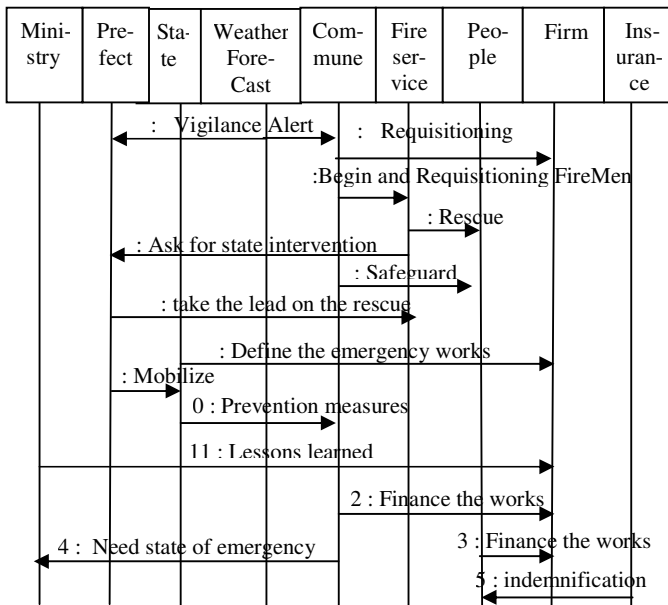 Mini-
stry
Pre-
fect
Sta-
te
Weather
Fore-
Cast
Com-
mune
Fire
ser-
vice
Peo-
ple
Firm
Ins-
uran-
ce
: Vigilance Alert
: Requisitioning
:Begin and Requisitioning FireMen
: Rescue
: Ask for state intervention
: Safeguard
: take the lead on the rescue
: Define the emergency works
: Mobilize
0 : Prevention measures
11 : Lessons learned
2 : Finance the works
4 : Need state of emergency
3 : Finance the works
5 : indemnification